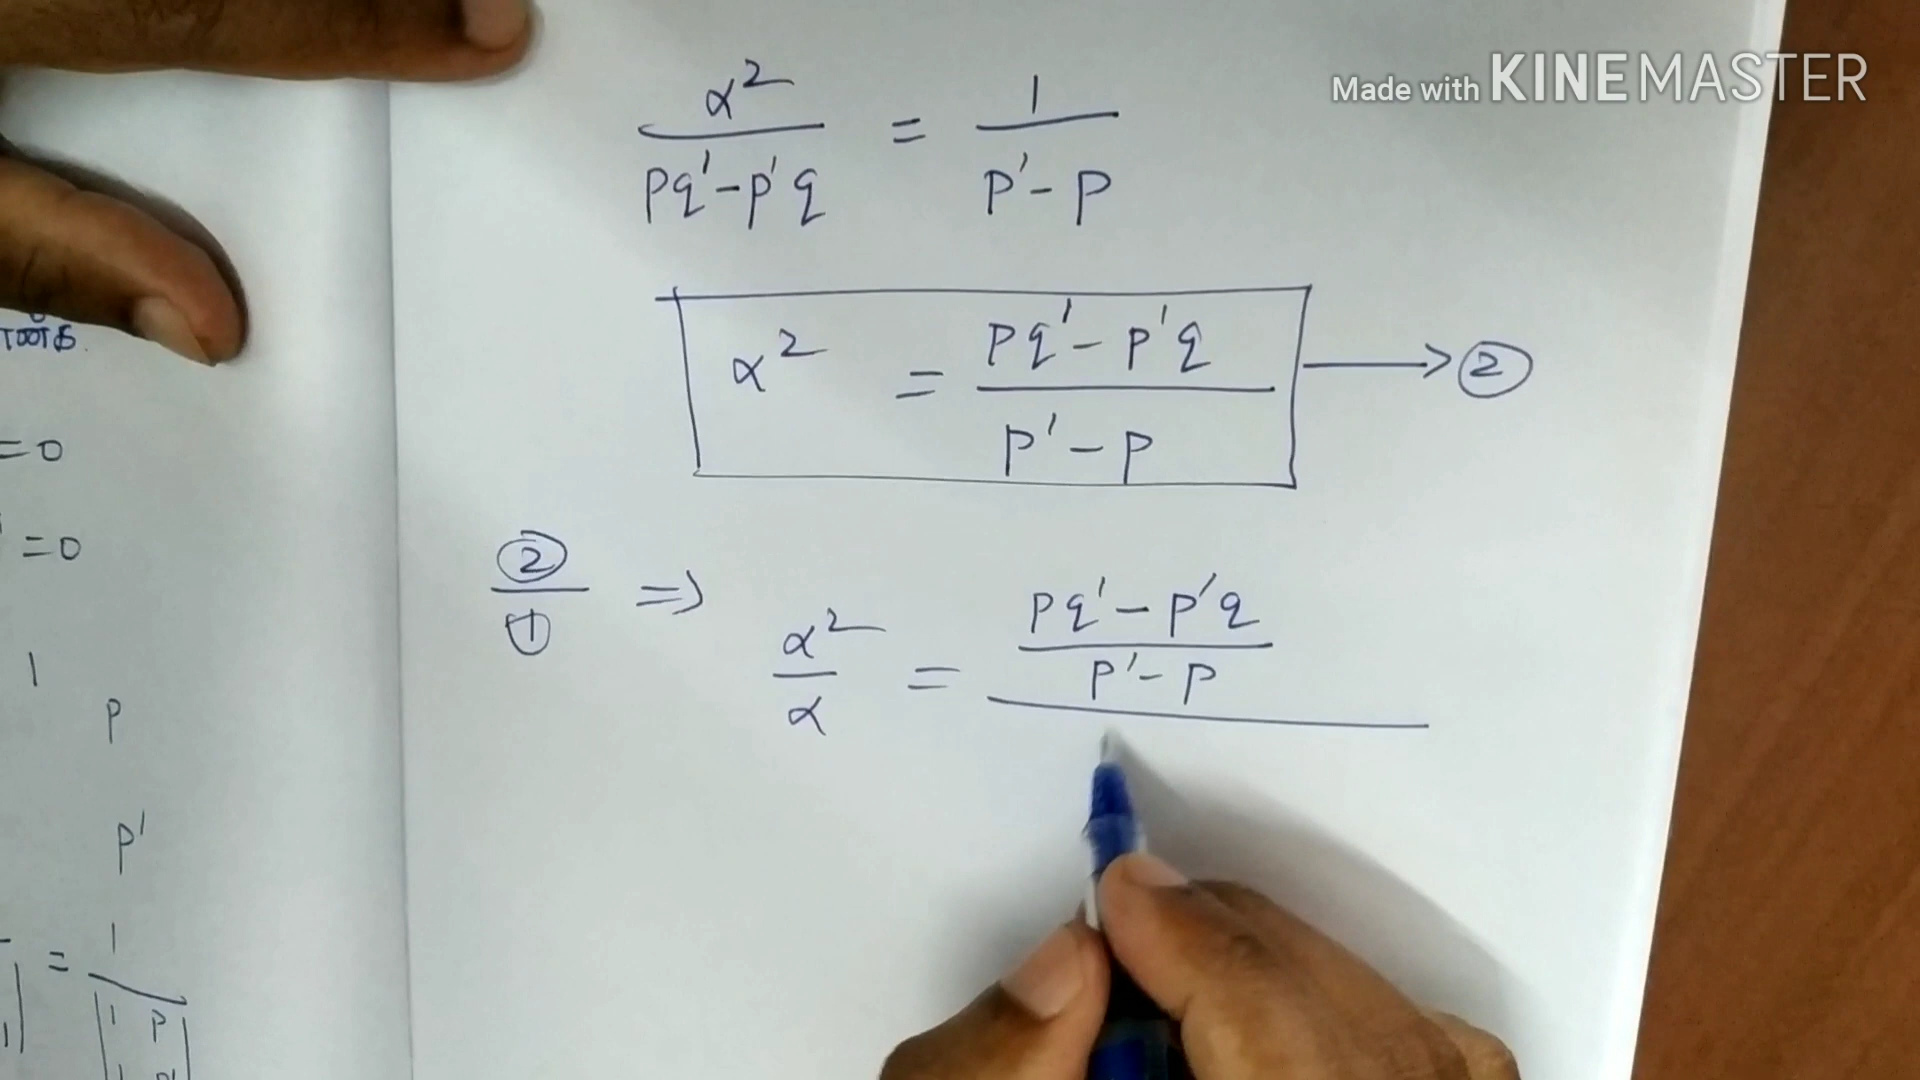 Made with KINEMASTER
α² / (pq' - p'q) = 1 / (p' - p)
α² = (pq' - p'q) / (p' - p) → ②
② / ① ⇒ α² / α = (pq' - p'q) / (p' - p)
= 0
= 0
1
p
p'
= 1
1 p